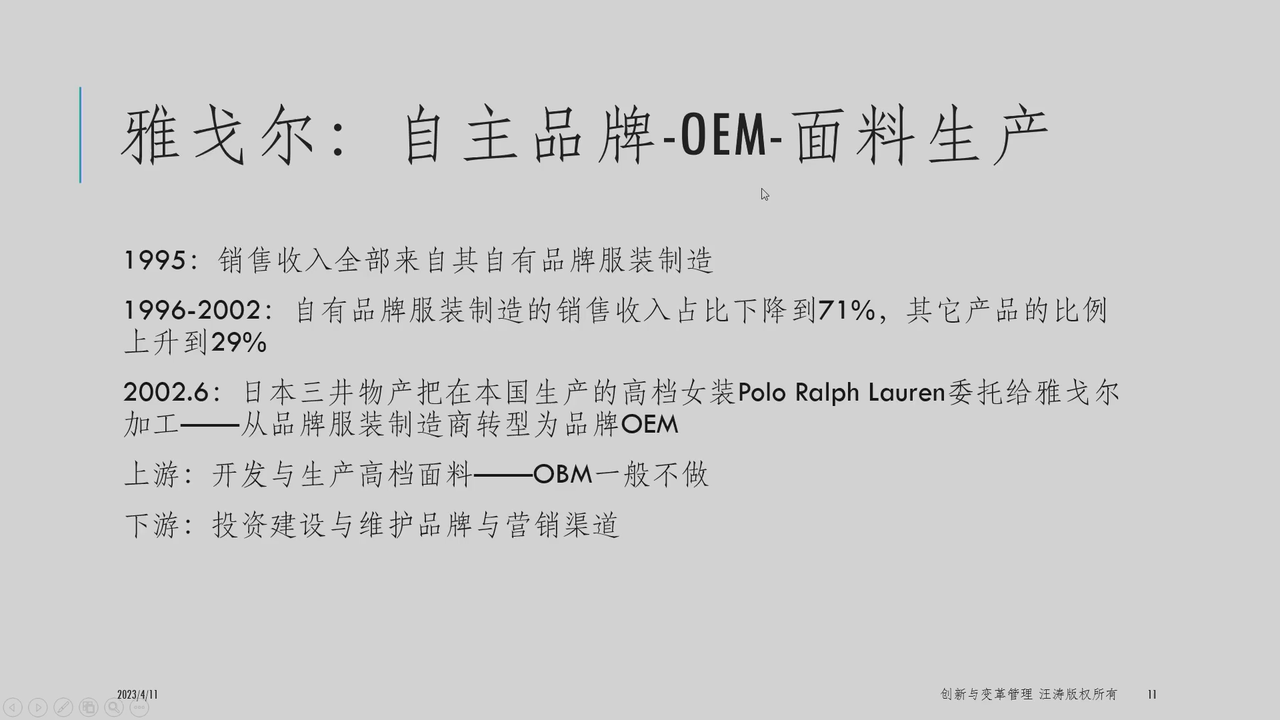 雅戈尔：自主品牌-OEM-面料生产
1995：销售收入全部来自其自有品牌服装制造
1996-2002：自有品牌服装制造的销售收入占比下降到71%，其它产品的比例
上升到29%
2002.6：日本三井物产把在本国生产的高档女装Polo Ralph Lauren委托给雅戈尔
加工——从品牌服装制造商转型为品牌OEM
上游：开发与生产高档面料——OBM一般不做
下游：投资建设与维护品牌与营销渠道
2023/4/11
创新与变革管理 汪涛版权所有
11